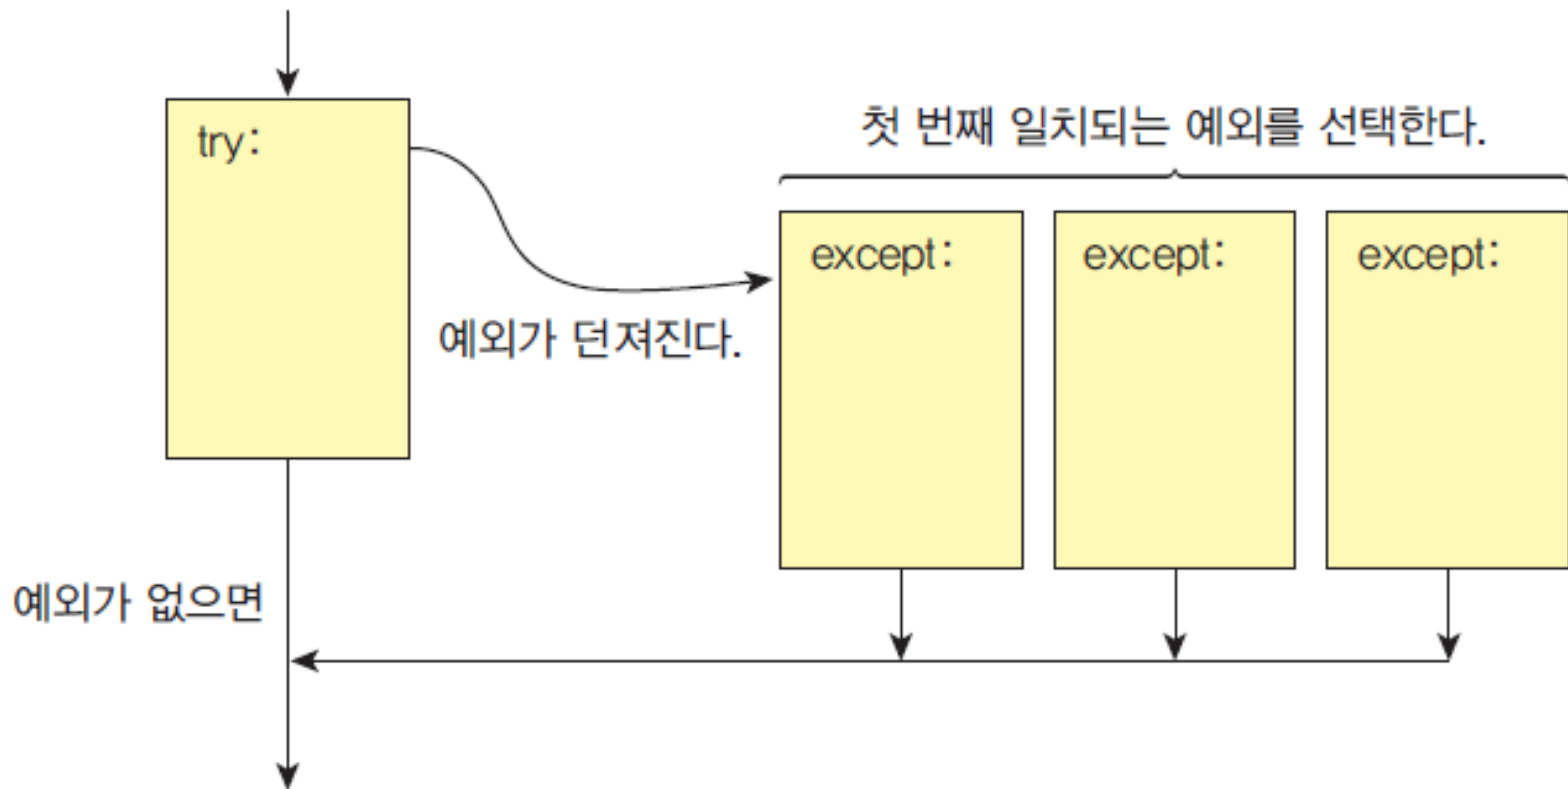 try:
첫 번째 일치되는 예외를 선택한다.
except:
except:
except:
예외가 던져진다.
예외가 없으면